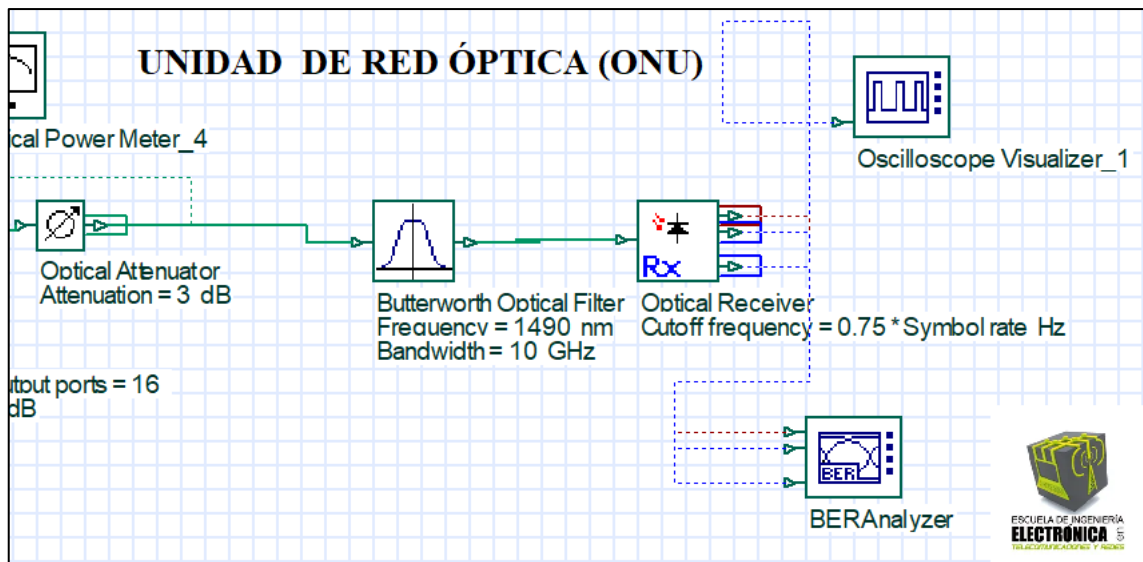 UNIDAD DE RED ÓPTICA (ONU)
ical Power Meter_4
Oscilloscope Visualizer_1
Optical Attenuator
Attenuation = 3 dB
Butterworth Optical Filter
Frequency = 1490 nm
Bandwidth = 10 GHz
Rx
Optical Receiver
Cutoff frequency = 0.75 * Symbol rate Hz
utput ports = 16
dB
BER
BERAnalyzer
ESCUELA DE INGENIERÍA
ELECTRÓNICA
TELECOMUNICACIONES Y REDES